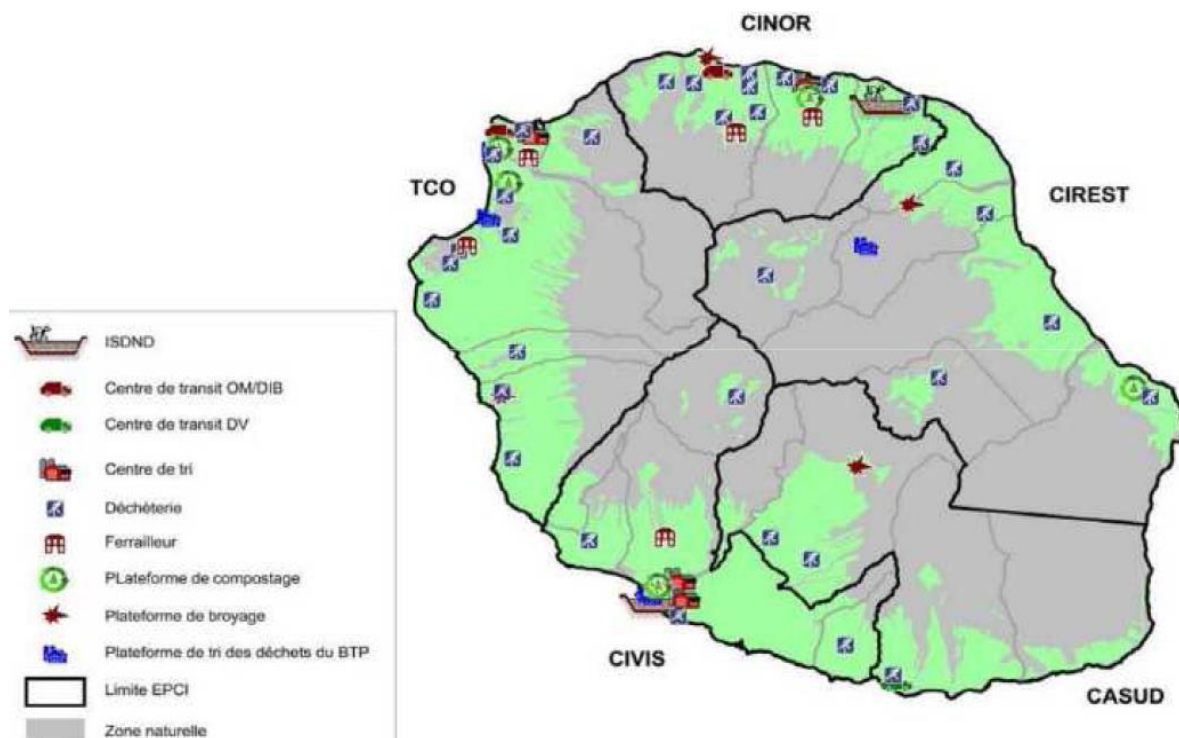 CINOR
TCO
CIREST
CIVIS
CASUD
ISDND
Centre de transit OM/DIB
Centre de transit DV
Centre de tri
Déchèterie
Ferrailleur
PLateforme de compostage
Plateforme de broyage
Plateforme de tri des déchets du BTP
Limite EPCI
Zone naturelle